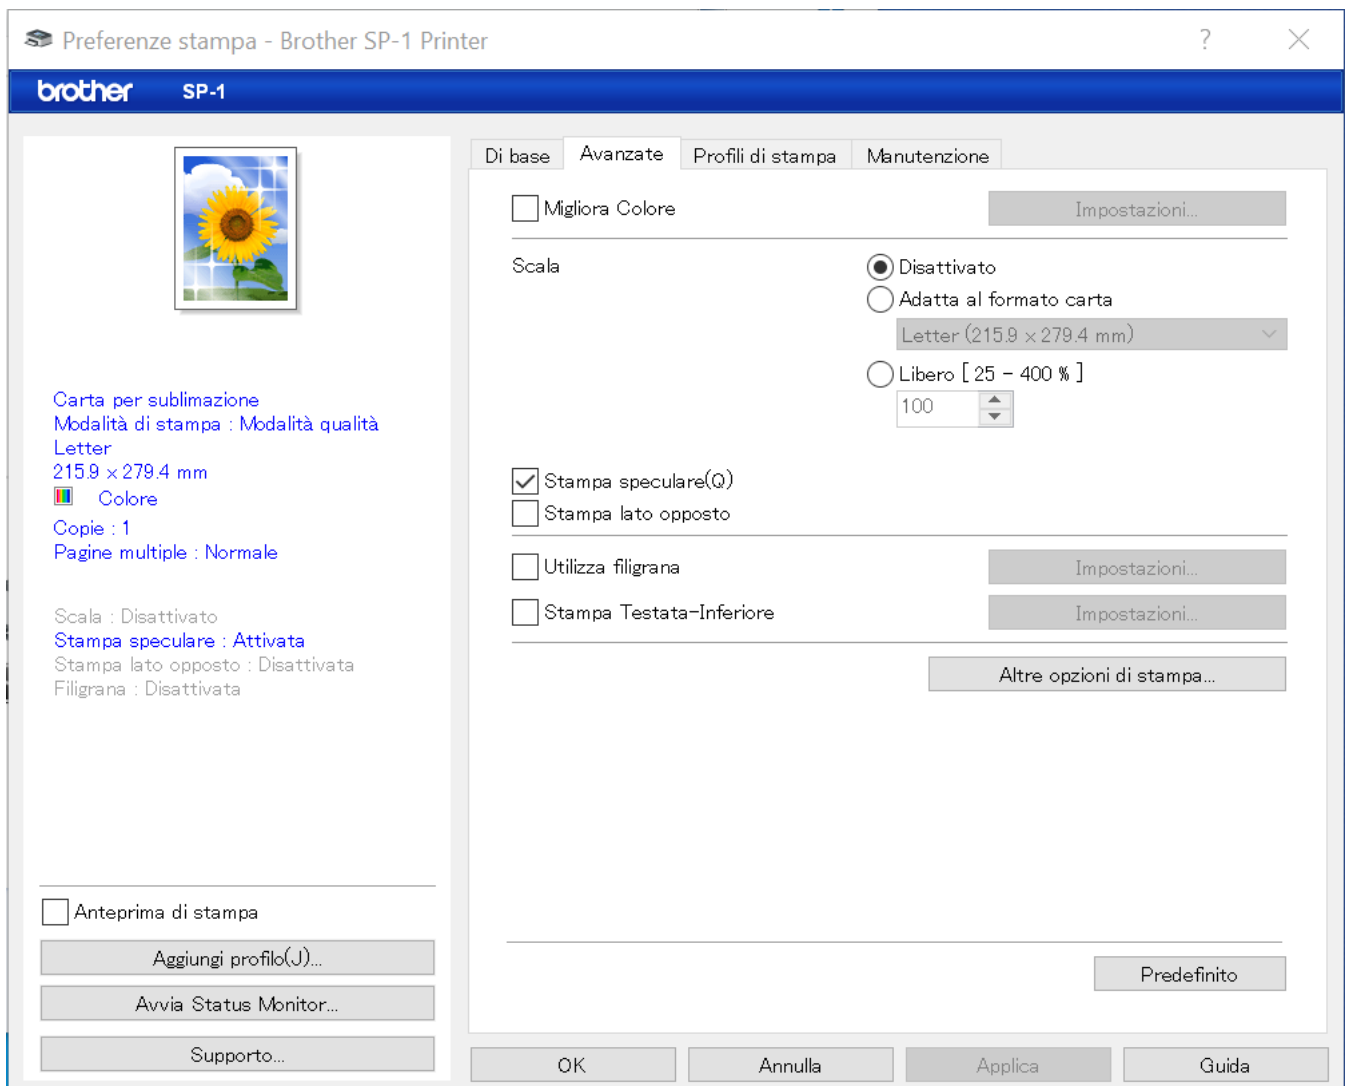 Preferenze stampa - Brother SP-1 Printer
?
brother SP-1
Carta per sublimazione
Modalità di stampa : Modalità qualità
Letter
215.9 × 279.4 mm
Colore
Copie : 1
Pagine multiple : Normale
Scala : Disattivato
Stampa speculare : Attivata
Stampa lato opposto : Disattivata
Filigrana : Disattivata
Anteprima di stampa
Aggiungi profilo(J)...
Avvia Status Monitor...
Supporto...
Di base Avanzate Profili di stampa Manutenzione
Migliora Colore Impostazioni...
Scala Disattivato
Adatta al formato carta
Letter (215.9 × 279.4 mm)
Libero [ 25 - 400 % ]
100
Stampa speculare(Q)
Stampa lato opposto
Utilizza filigrana Impostazioni...
Stampa Testata-Inferiore Impostazioni...
Altre opzioni di stampa...
Predefinito
OK Annulla Applica Guida